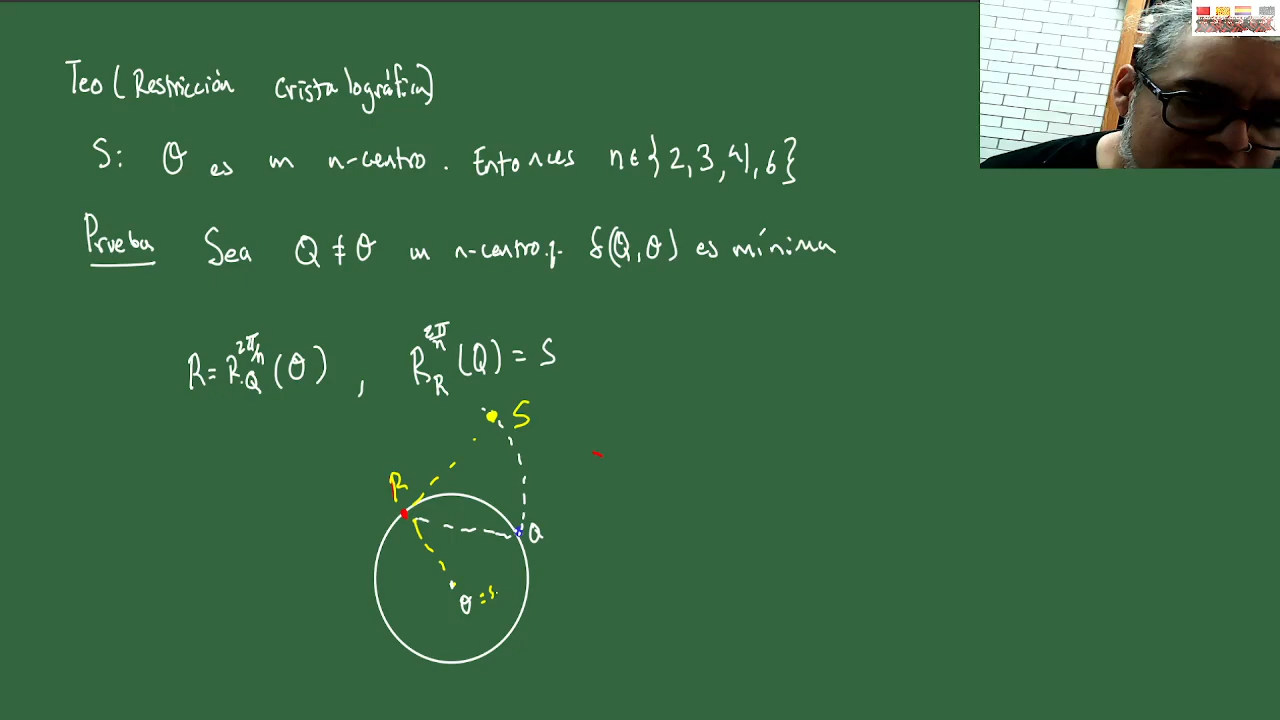 Teo (Restricción cristalográfica)
Si θ es un n-centro. Entonces n ∈ {2, 3, 4, 6}
Prueba Sea Q ≠ θ un n-centro. q. δ(Q, θ) es mínima
R = R_Q^{2π/n}(θ) , R_R^{2π/n}(Q) = S
S
R
Q
θ = S.